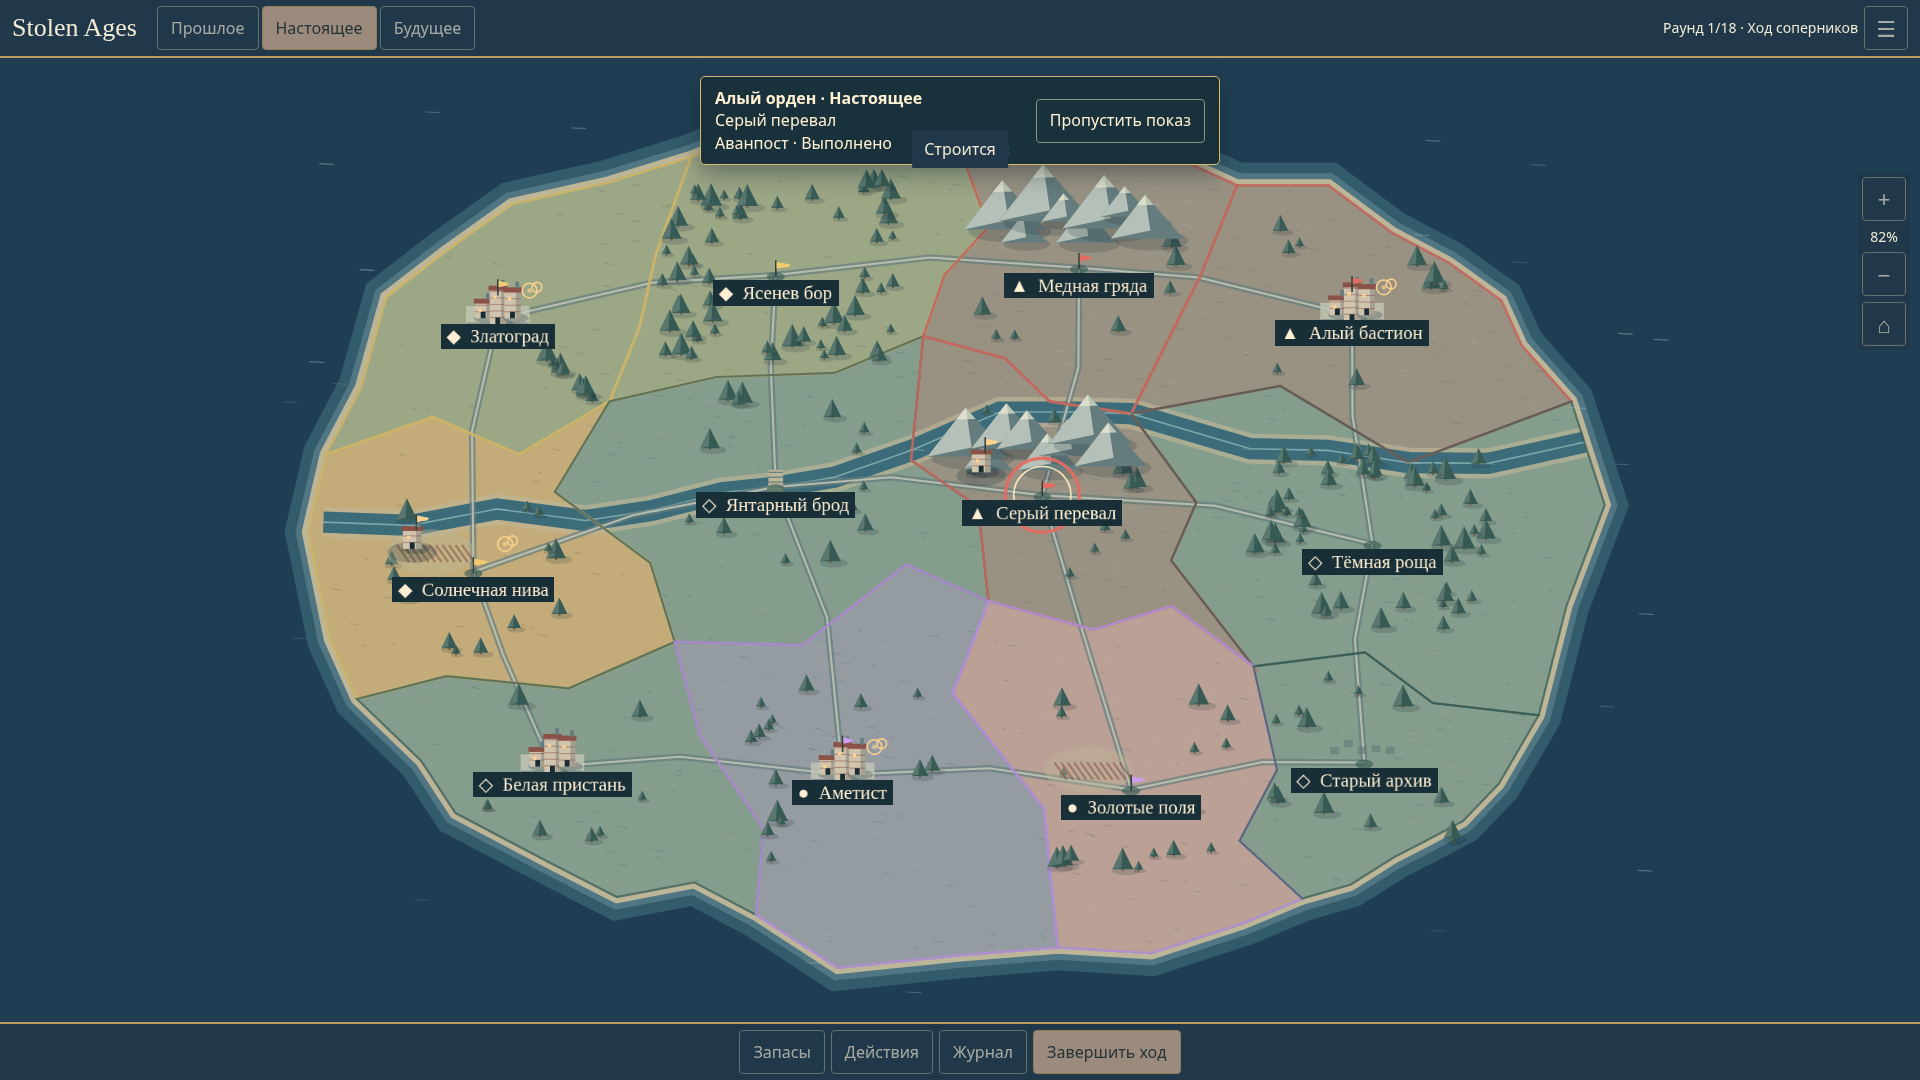 Stolen Ages
Прошлое
Настоящее
Будущее
Раунд 1/18 · Ход соперников
☰
Алый орден · Настоящее
Серый перевал
Аванпост · Выполнено
Пропустить показ
Строится
+
82%
−
⌂
◆ Ясенев бор
▲ Медная гряда
◆ Златоград
▲ Алый бастион
◇ Янтарный брод
▲ Серый перевал
◇ Тёмная роща
◆ Солнечная нива
◇ Белая пристань
● Аметист
● Золотые поля
◇ Старый архив
Запасы
Действия
Журнал
Завершить ход